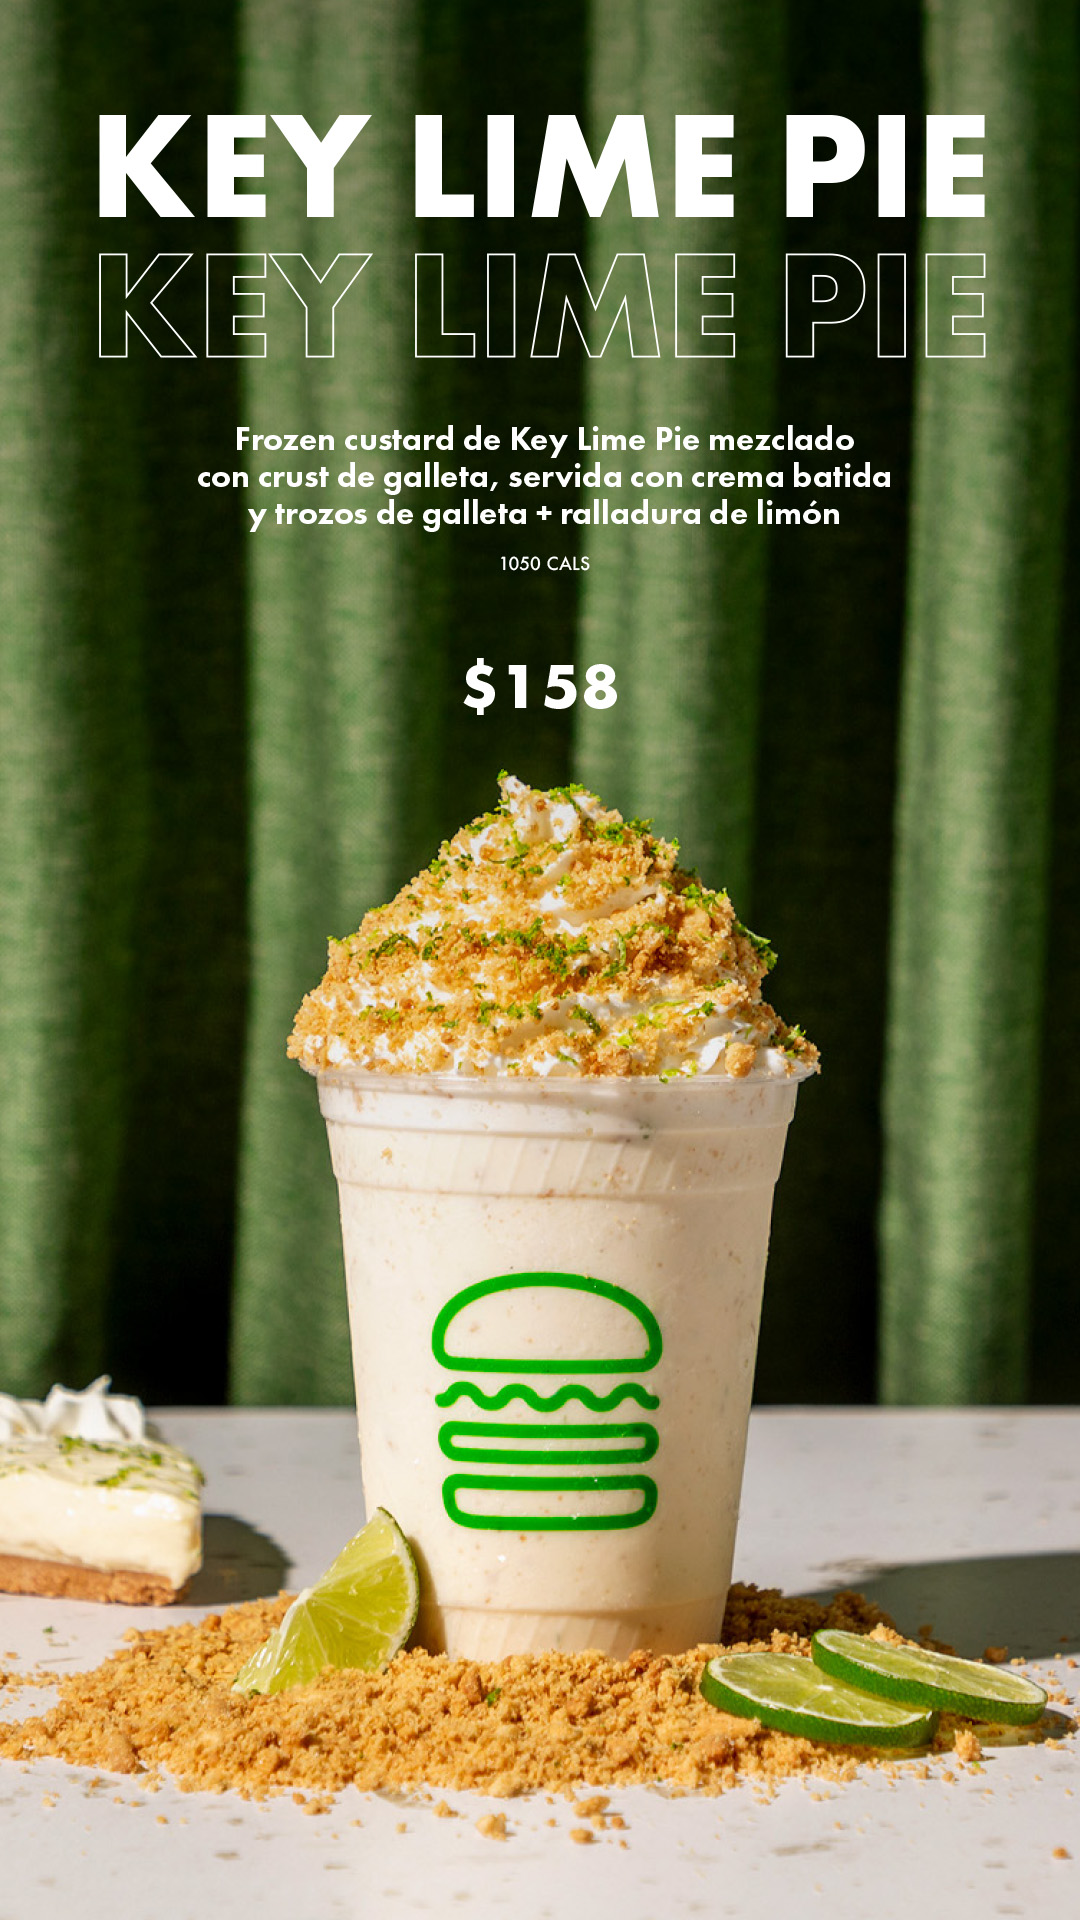 KEY LIME PIE
KEY LIME PIE
Frozen custard de Key Lime Pie mezclado
con crust de galleta, servida con crema batida
y trozos de galleta + ralladura de limón
1050 CALS
$158